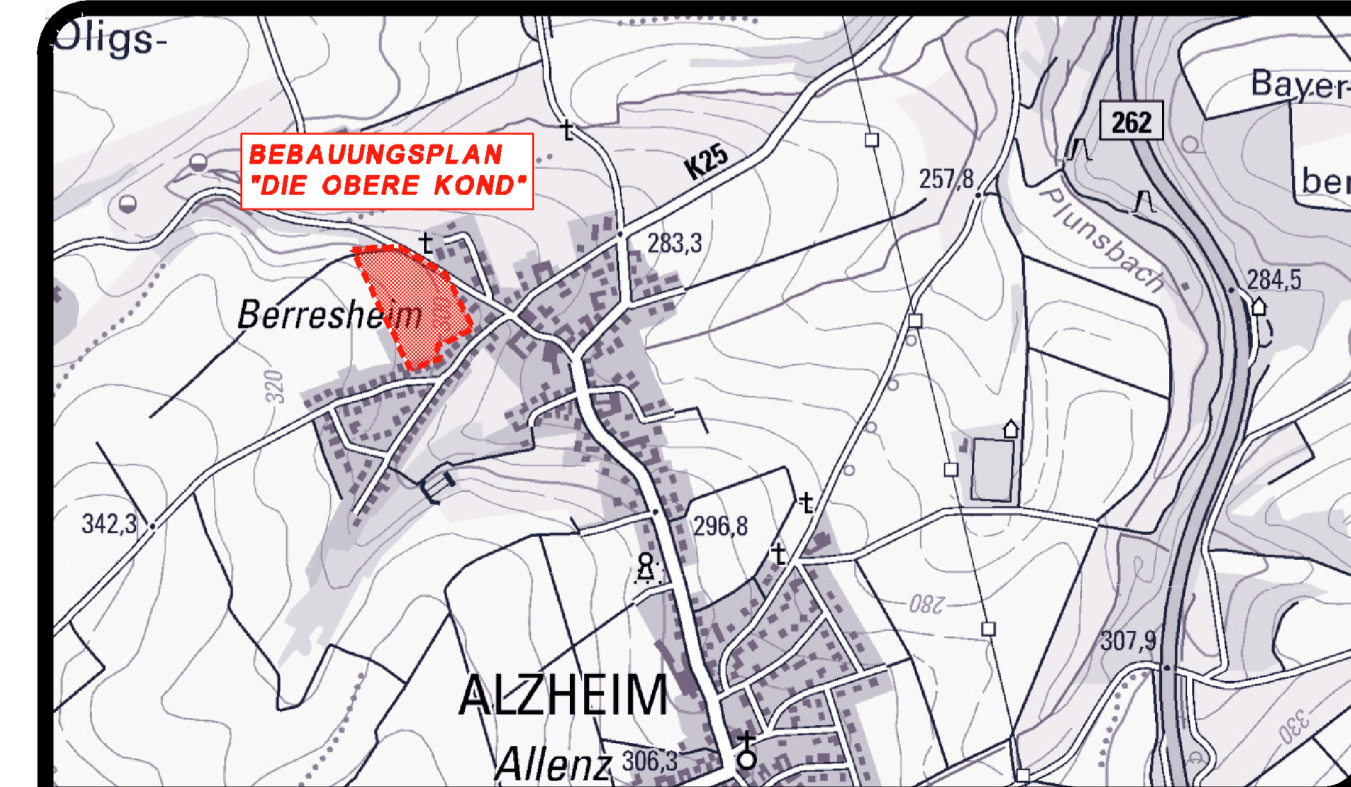 Oligs-
Bayer-
262
BEBAUUNGSPLAN
"DIE OBERE KOND"
K25
257,8
ber
Plunsbach
283,3
284,5
Berresheim
320
342,3
296,8
280
307,9
ALZHEIM
330
Allenz
306,3